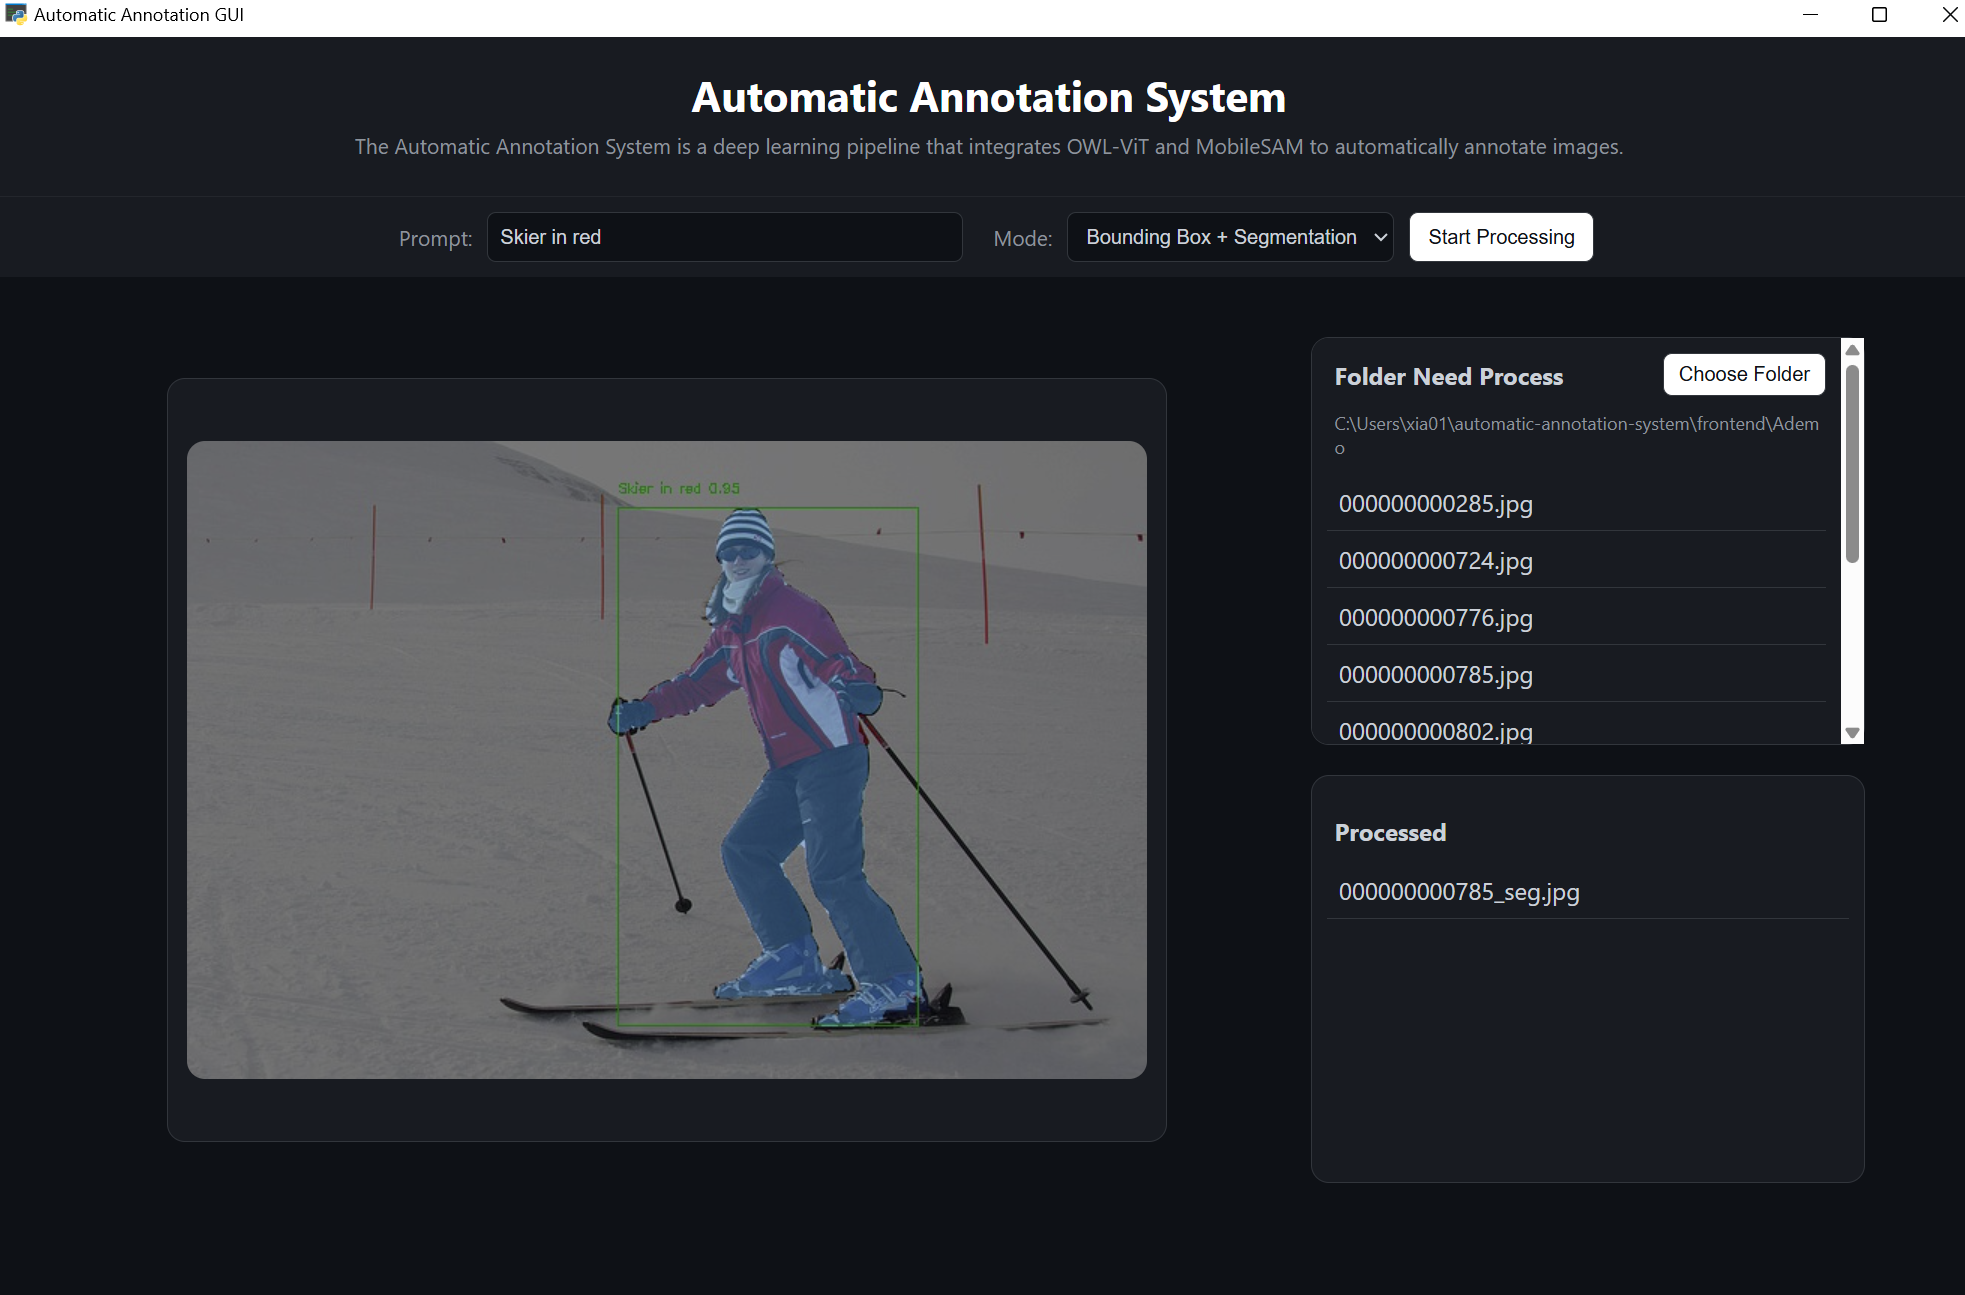 Automatic Annotation GUI
Automatic Annotation System
The Automatic Annotation System is a deep learning pipeline that integrates OWL-ViT and MobileSAM to automatically annotate images.
Prompt: Skier in red Mode: Bounding Box + Segmentation Start Processing
Skier in red 0.95
Folder Need Process Choose Folder
C:\Users\xia01\automatic-annotation-system\frontend\Adem
o
000000000285.jpg
000000000724.jpg
000000000776.jpg
000000000785.jpg
000000000802.jpg
Processed
000000000785_seg.jpg